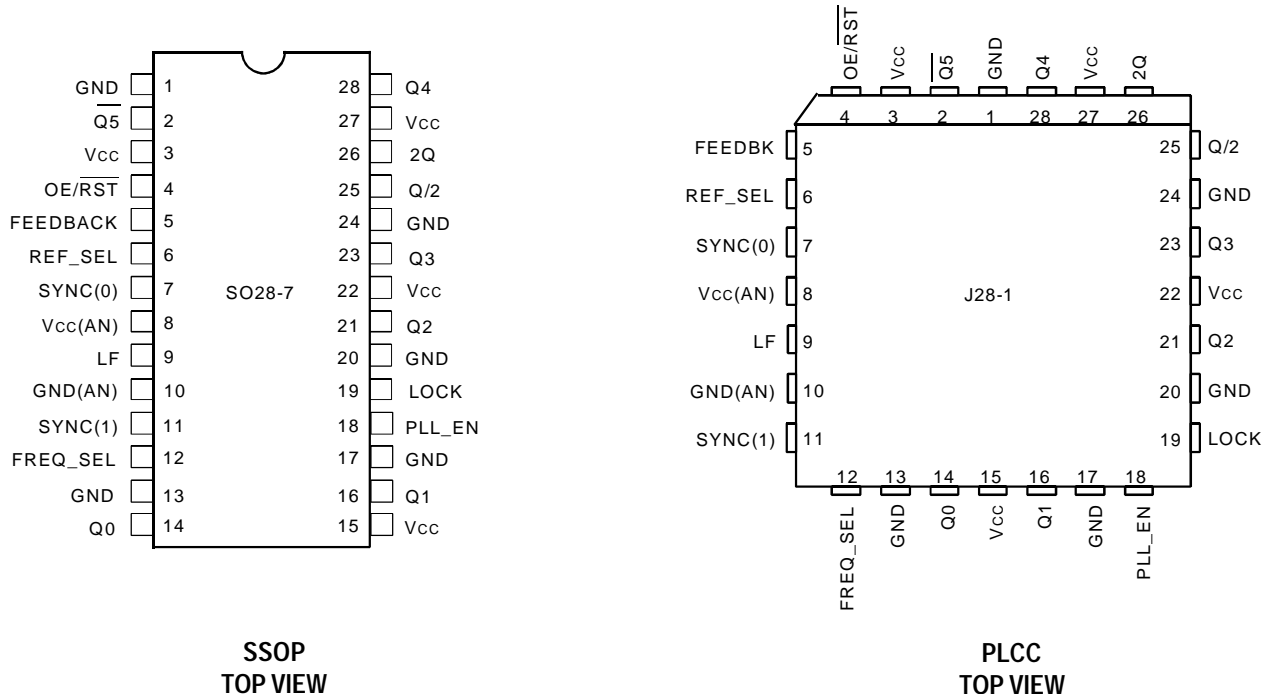 GND 1 28 Q4
Q5 2 27 Vcc
Vcc 3 26 2Q
OE/RST 4 25 Q/2
FEEDBACK 5 24 GND
REF_SEL 6 23 Q3
SYNC(0) 7 SO28-7 22 Vcc
Vcc(AN) 8 21 Q2
LF 9 20 GND
GND(AN) 10 19 LOCK
SYNC(1) 11 18 PLL_EN
FREQ_SEL 12 17 GND
GND 13 16 Q1
Q0 14 15 Vcc
SSOP
TOP VIEW
OE/RST Vcc Q5 GND Q4 Vcc 2Q
4 3 2 1 28 27 26
FEEDBK 5 25 Q/2
REF_SEL 6 24 GND
SYNC(0) 7 23 Q3
Vcc(AN) 8 J28-1 22 Vcc
LF 9 21 Q2
GND(AN) 10 20 GND
SYNC(1) 11 19 LOCK
12 13 14 15 16 17 18
FREQ_SEL GND Q0 Vcc Q1 GND PLL_EN
PLCC
TOP VIEW